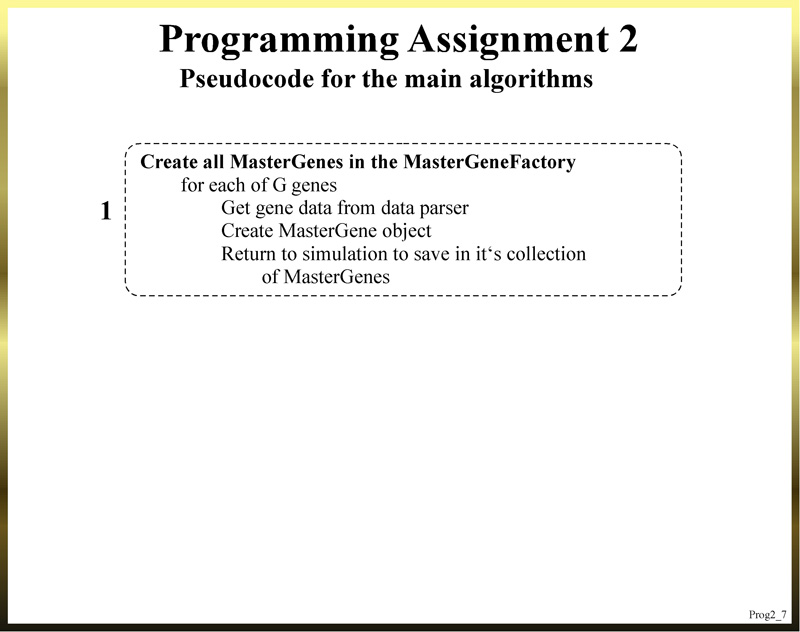 Programming Assignment 2
Pseudocode for the main algorithms
1
Create all MasterGenes in the MasterGeneFactory
for each of G genes
Get gene data from data parser
Create MasterGene object
Return to simulation to save in it‘s collection
of MasterGenes
Prog2_7